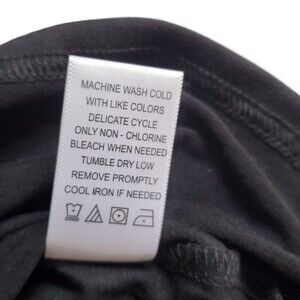 MACHINE WASH COLD
WITH LIKE COLORS
DELICATE CYCLE
ONLY NON - CHLORINE
BLEACH WHEN NEEDED
TUMBLE DRY LOW
REMOVE PROMPTLY
COOL IRON IF NEEDED